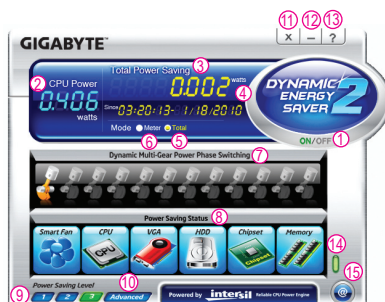 ⑪ ⑫ ⑬
X – ?
GIGABYTE™
Total Power Saving ③
② CPU Power
0.002 watts
0.406
watts
④
Since 03:20:13- 1/18/2010
Mode Meter Total
⑥ ⑤
DYNAMIC
ENERGY
SAVER 2
ON/OFF ①
Dynamic Multi-Gear Power Phase Switching ⑦
Power Saving Status ⑧
Smart Fan CPU VGA HDD Chipset Memory
CPU
Chipset
⑭
⑩
⑮
Power Saving Level
⑨ 1 2 3 Advanced
Powered by intersil Reliable CPU Power Engine
@